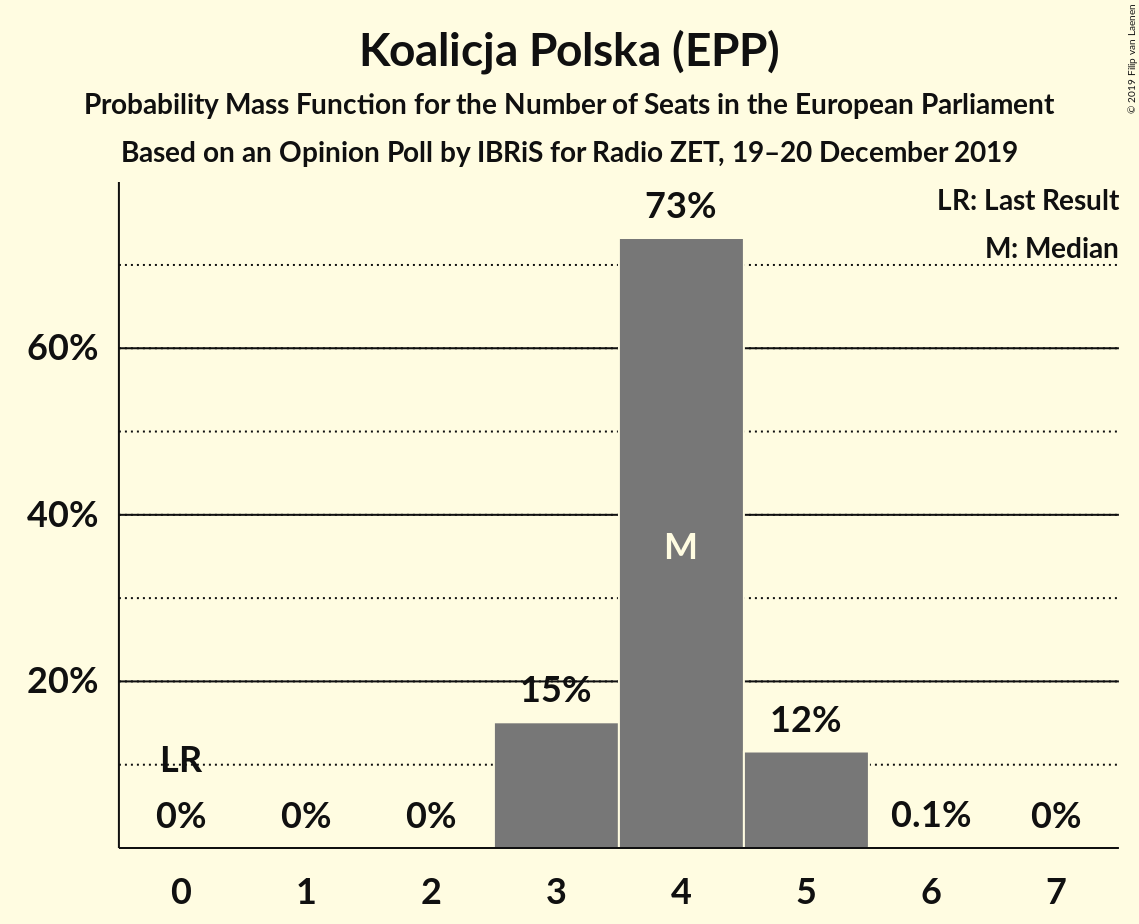 Koalicja Polska (EPP)
Probability Mass Function for the Number of Seats in the European Parliament
Based on an Opinion Poll by IBRiS for Radio ZET, 19–20 December 2019
© 2019 Filip van Laenen
LR: Last Result
M: Median
73%
60%
40%
M
20%
15%
12%
LR
0%
0%
0%
0.1%
0%
0
1
2
3
4
5
6
7